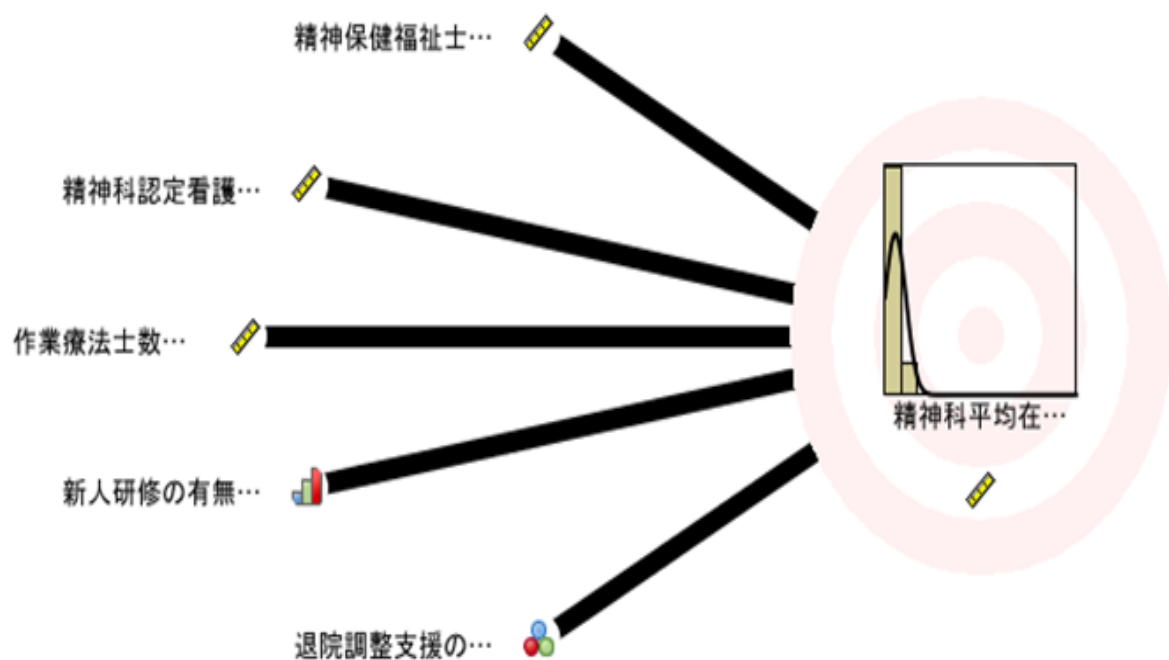 精神保健福祉士…
精神科認定看護…
作業療法士数…
新人研修の有無…
退院調整支援の…
精神科平均在…